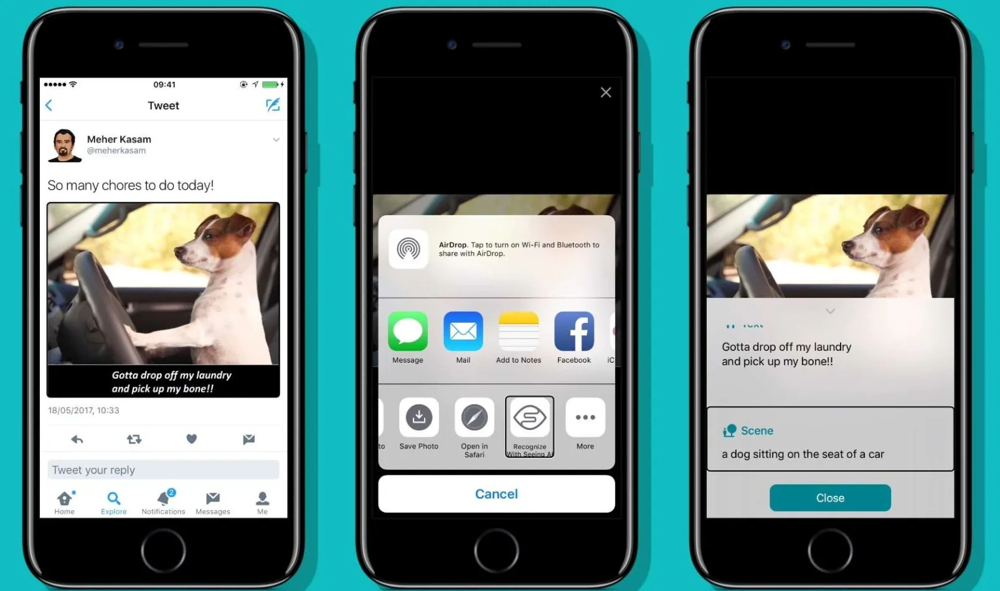 09:41
Tweet
Meher Kasam
@meherkasam
So many chores to do today!
Gotta drop off my laundry
and pick up my bone!!
18/05/2017, 10:33
Tweet your reply
2
Home
Explore
Notifications
Messages
Me
AirDrop. Tap to turn on Wi-Fi and Bluetooth to
share with AirDrop.
Message
Mail
Add to Notes
Facebook
iC
to
Save Photo
Open in
Safari
Recognize
With Seeing AI
More
Cancel
Text
Gotta drop off my laundry
and pick up my bone!!
Scene
a dog sitting on the seat of a car
Close